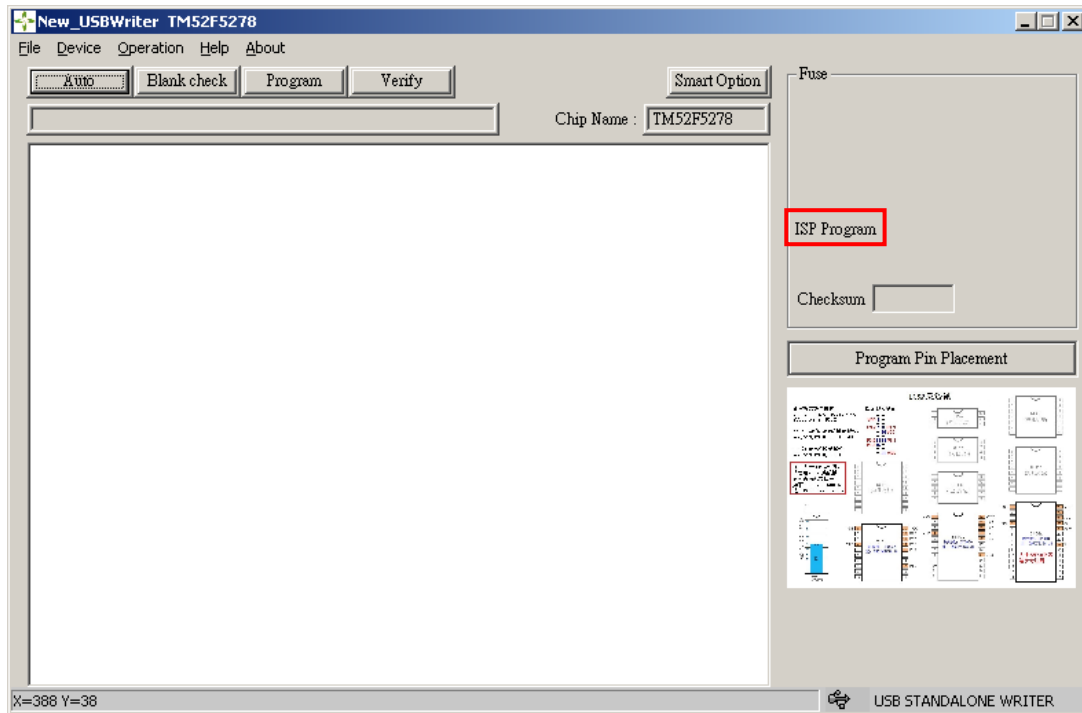 New_USBWriter TM52F5278
File Device Operation Help About
Auto Blank check Program Verify Smart Option
Chip Name : TM52F5278
Fuse
ISP Program
Checksum
Program Pin Placement
X=388 Y=38 USB STANDALONE WRITER